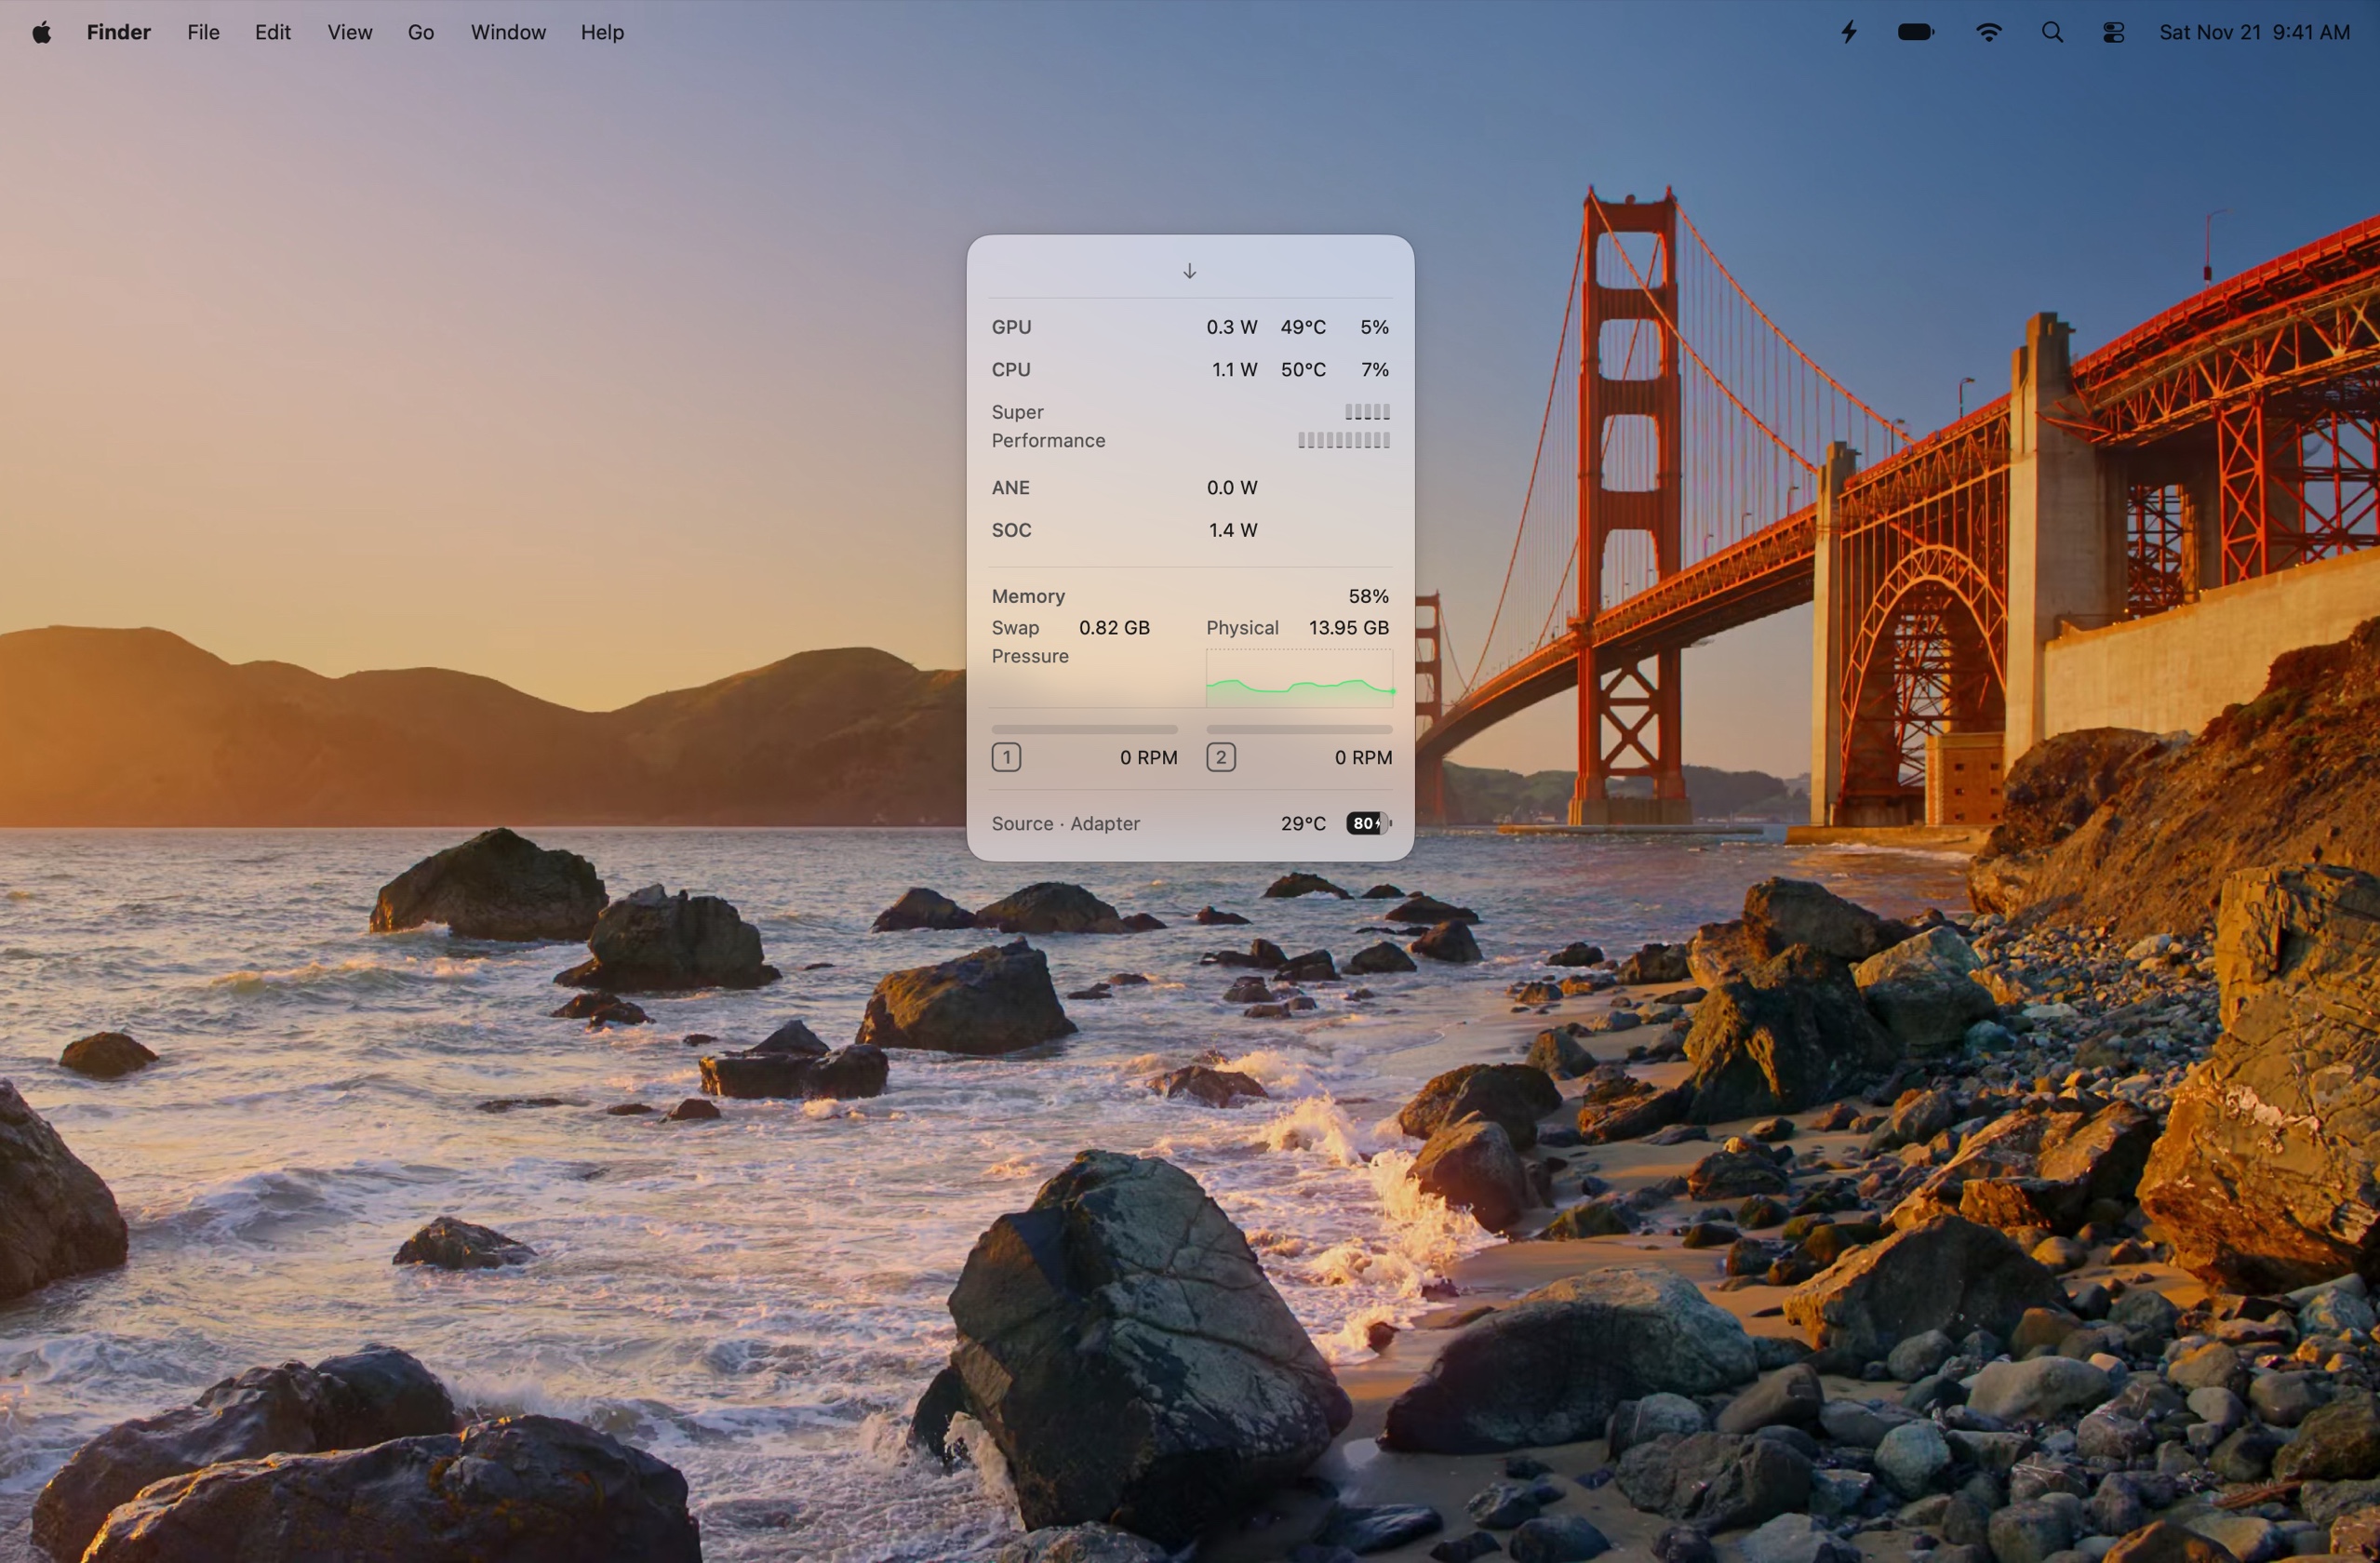 Finder File Edit View Go Window Help Sat Nov 21 9:41 AM
GPU 0.3 W 49°C 5%
CPU 1.1 W 50°C 7%
Super
Performance
ANE 0.0 W
SOC 1.4 W
Memory 58%
Swap 0.82 GB Physical 13.95 GB
Pressure
1 0 RPM 2 0 RPM
Source · Adapter 29°C 80